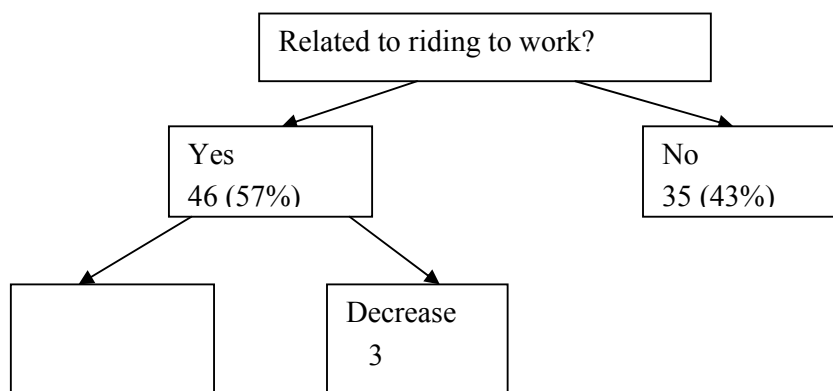 Related to riding to work?
Yes
46 (57%)
No
35 (43%)
Decrease
3